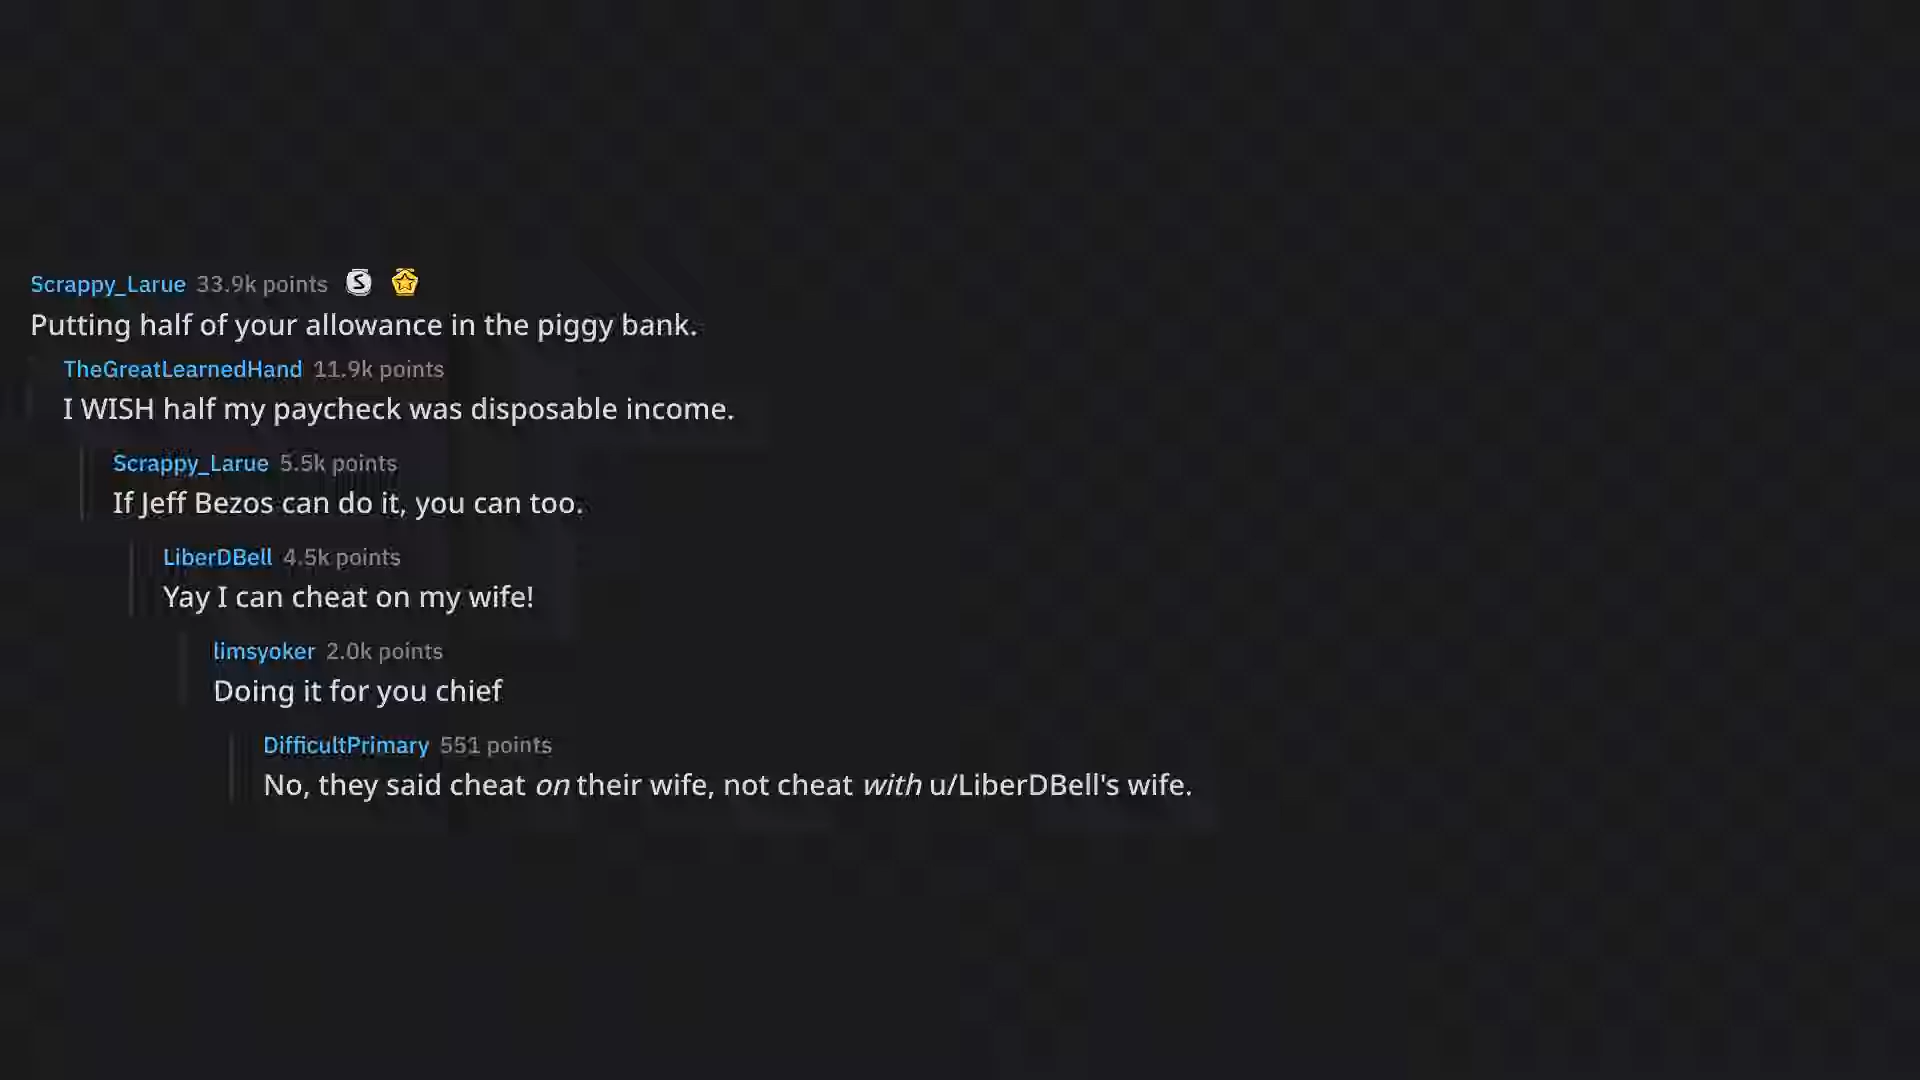 Scrappy_Larue 33.9k points S
Putting half of your allowance in the piggy bank.
TheGreatLearnedHand 11.9k points
I WISH half my paycheck was disposable income.
Scrappy_Larue 5.5k points
If Jeff Bezos can do it, you can too.
LiberDBell 4.5k points
Yay I can cheat on my wife!
limsyoker 2.0k points
Doing it for you chief
DifficultPrimary 551 points
No, they said cheat on their wife, not cheat with u/LiberDBell's wife.